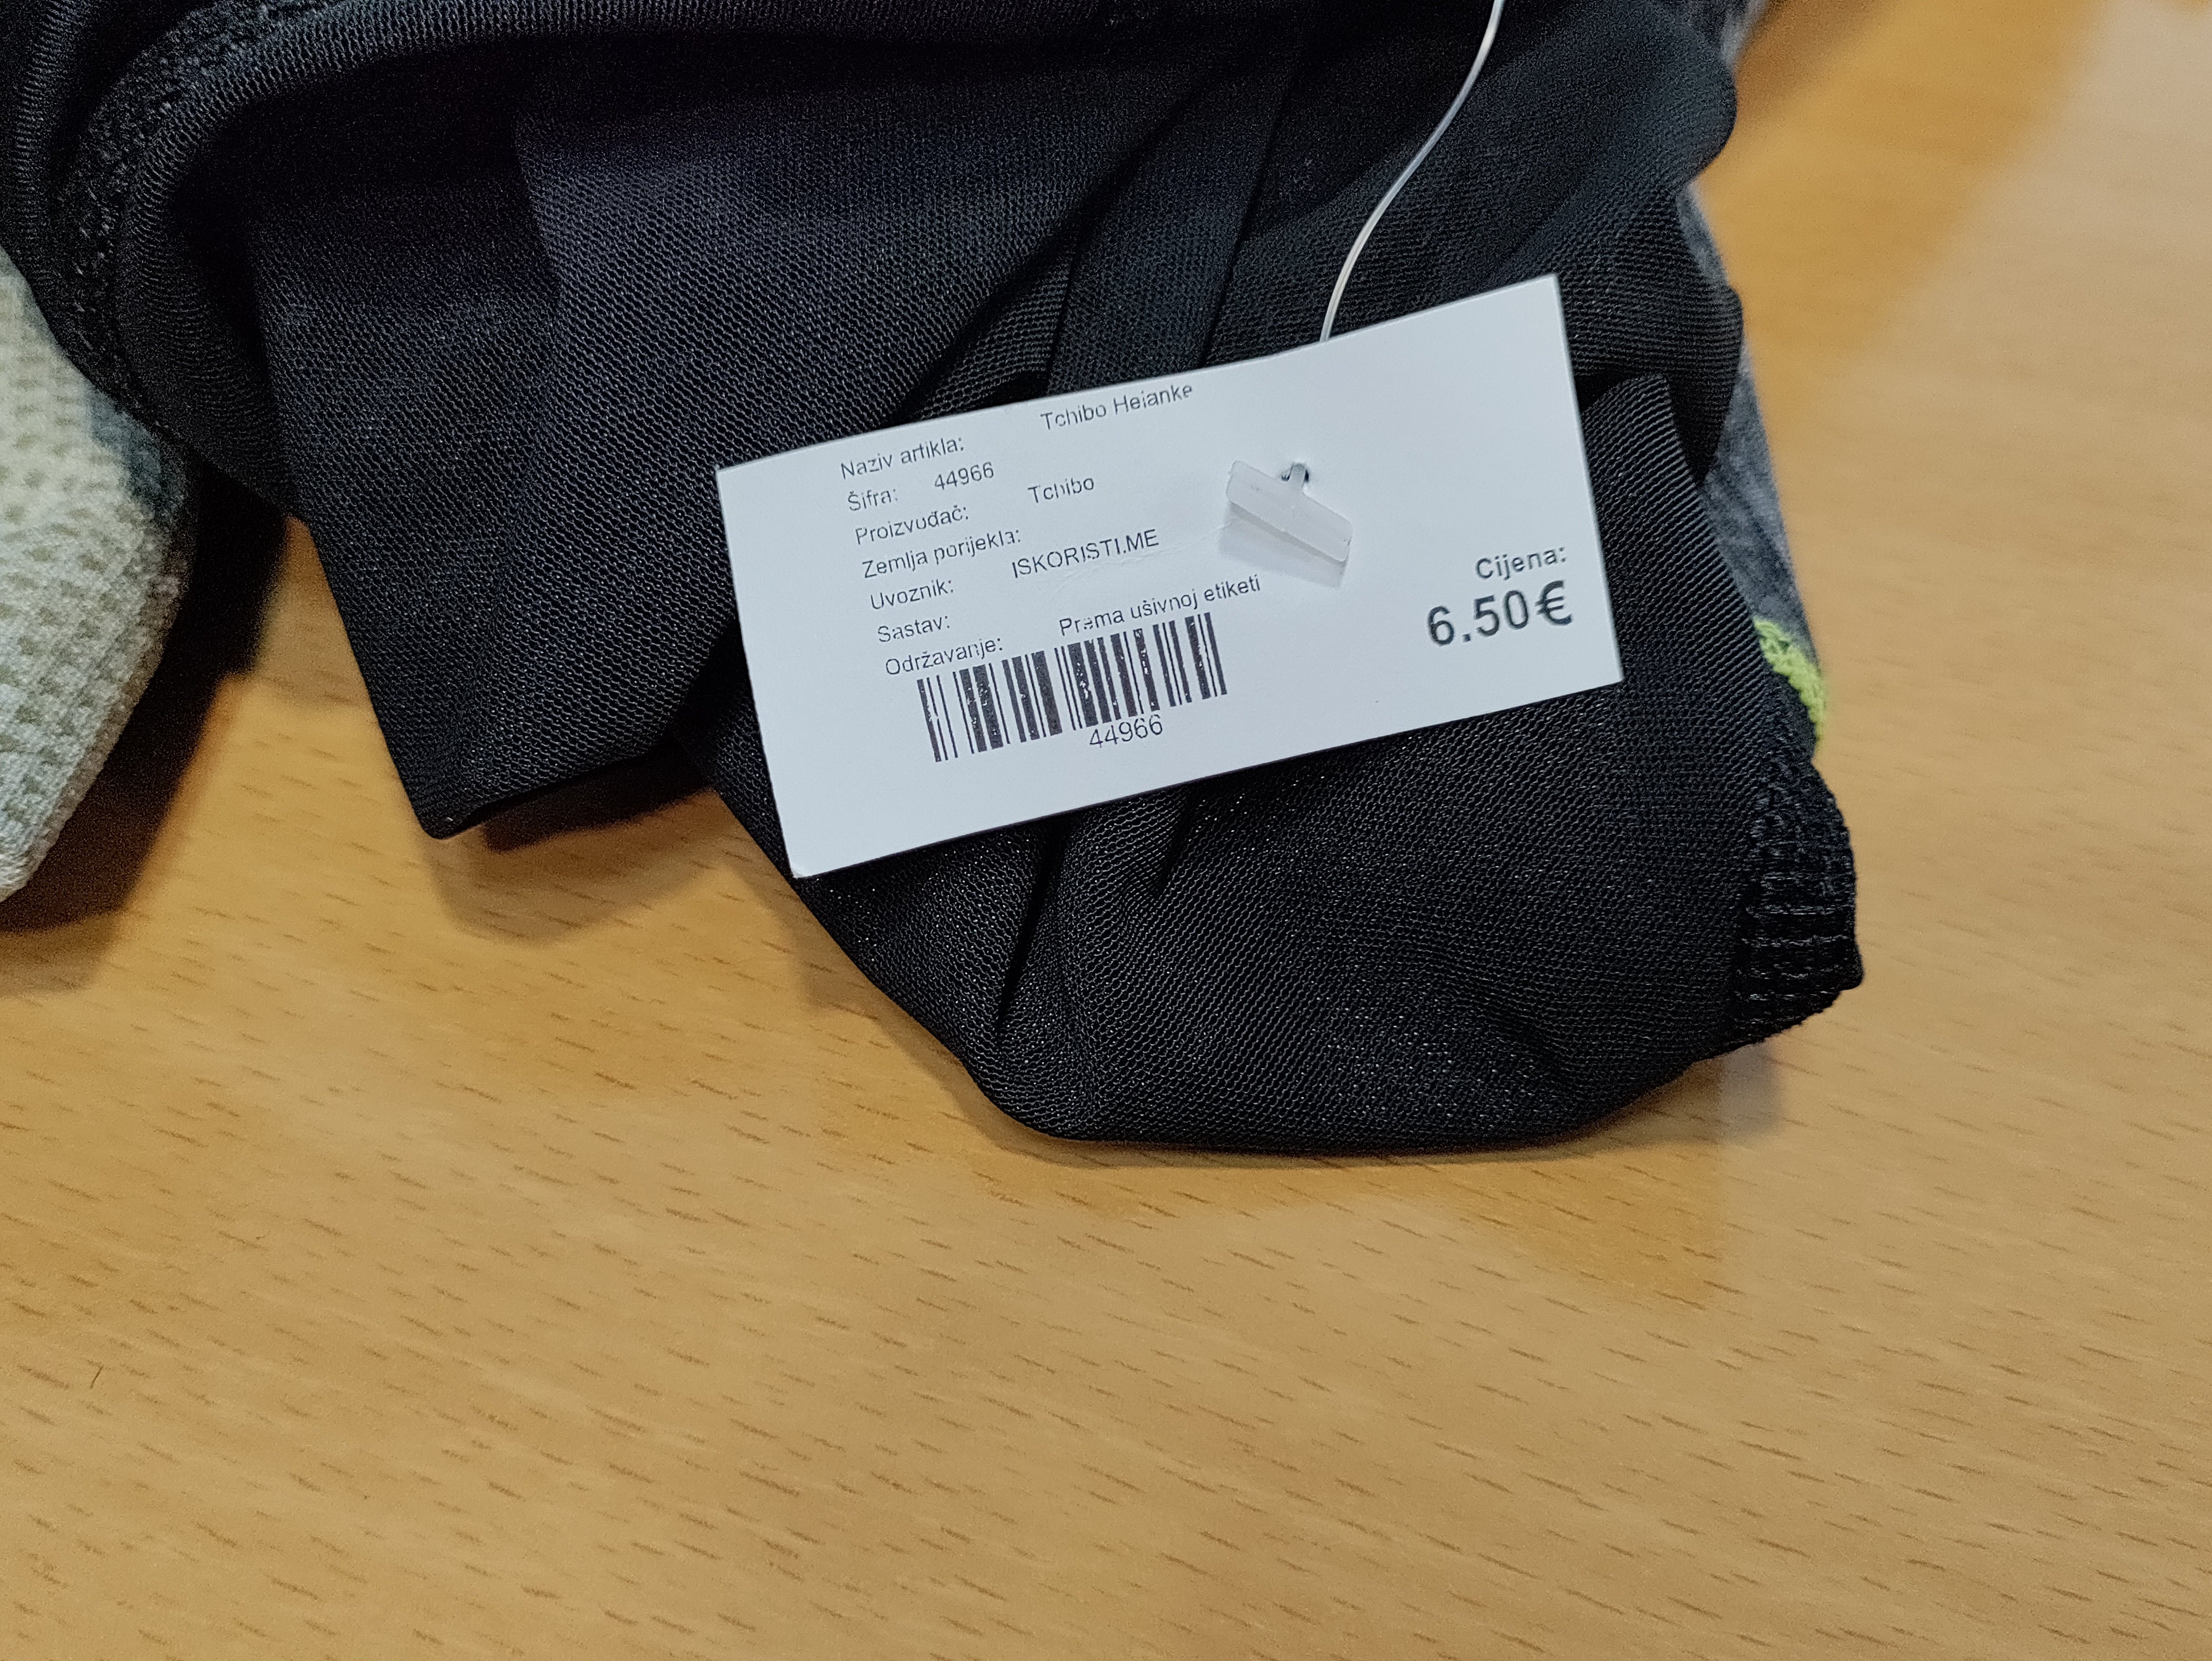 Naziv artikla: Tchibo Helanke
Šifra: 44966
Proizvođač: Tchibo
Zemlja porijekla:
Uvoznik: ISKORISTI.ME
Sastav:
Održavanje: Prema ušivnoj etiketi
44966
Cijena:
6.50€